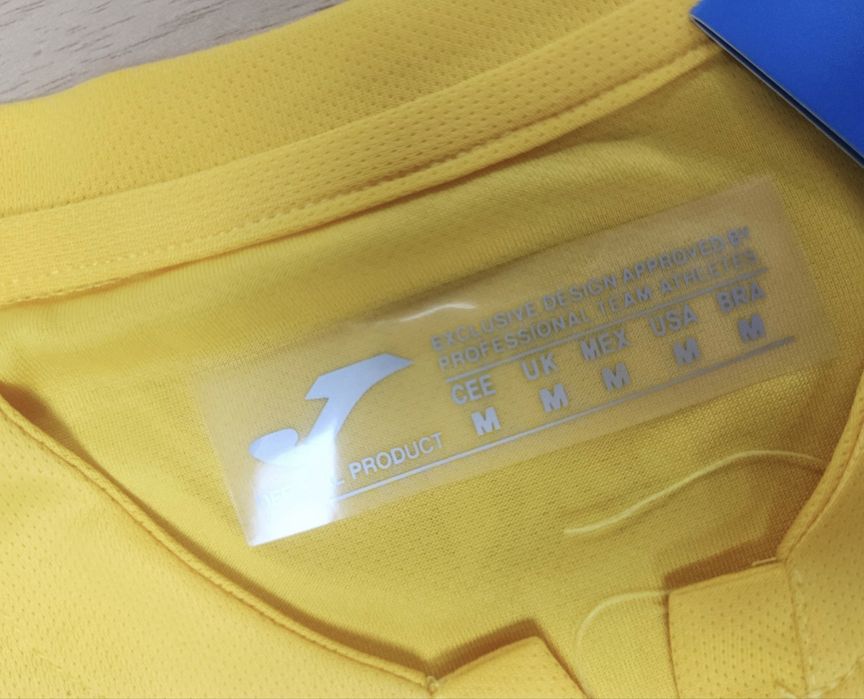 EXCLUSIVE DESIGN APPROVED BY
PROFESSIONAL TEAM ATHLETES
CEE UK MEX USA BRA
M M M M M
PRODUCT